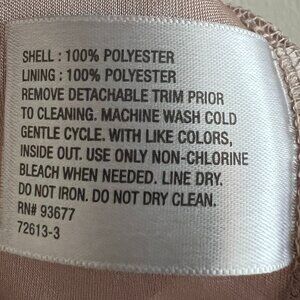 SHELL : 100% POLYESTER
LINING : 100% POLYESTER
REMOVE DETACHABLE TRIM PRIOR
TO CLEANING. MACHINE WASH COLD
GENTLE CYCLE. WITH LIKE COLORS,
INSIDE OUT. USE ONLY NON-CHLORINE
BLEACH WHEN NEEDED. LINE DRY.
DO NOT IRON. DO NOT DRY CLEAN.
RN# 93677
72613-3